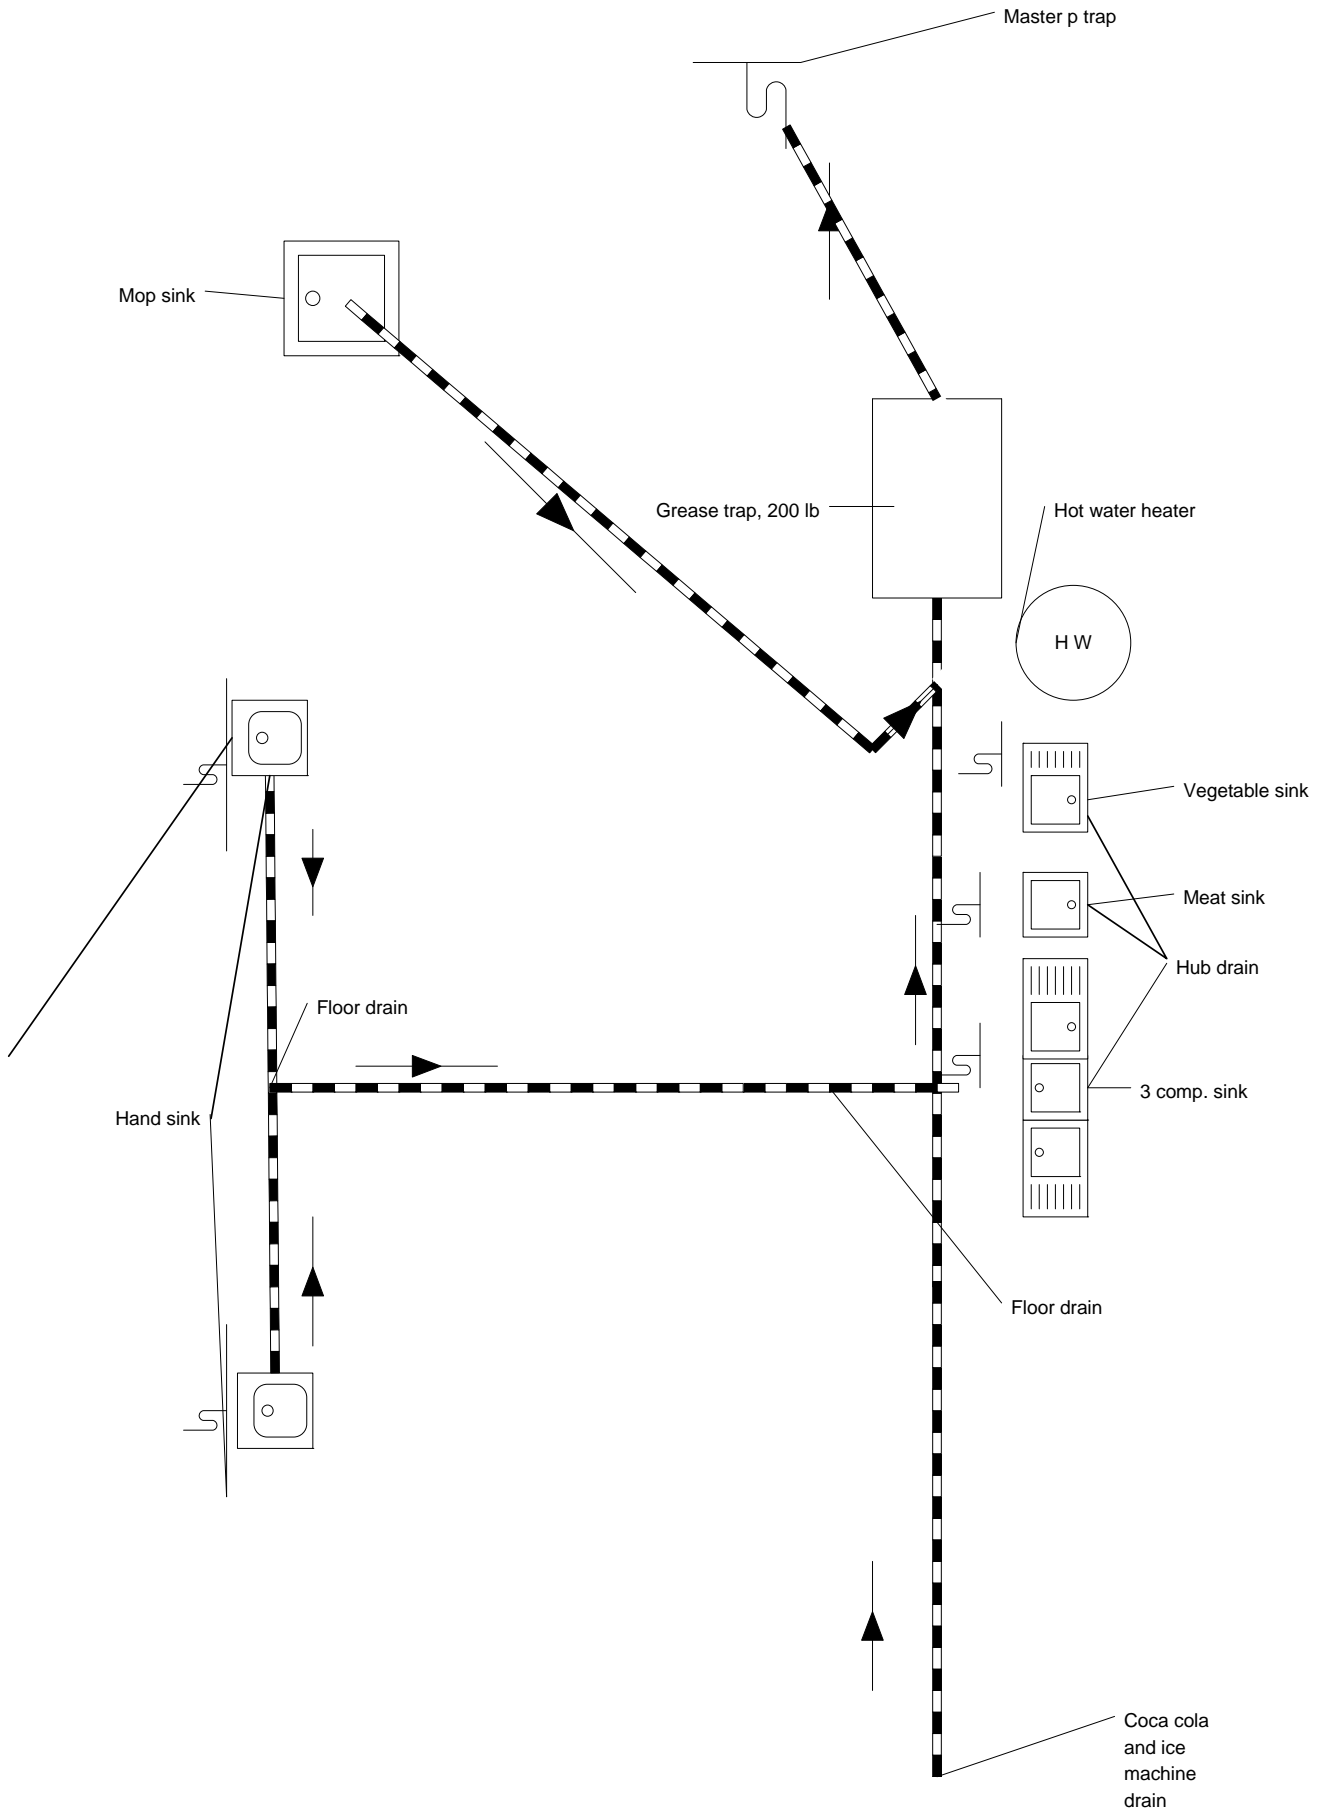 Master p trap
Mop sink
Grease trap, 200 lb
Hot water heater
H W
Vegetable sink
Meat sink
Hub drain
Floor drain
3 comp. sink
Hand sink
Floor drain
Coca cola
and ice
machine
drain